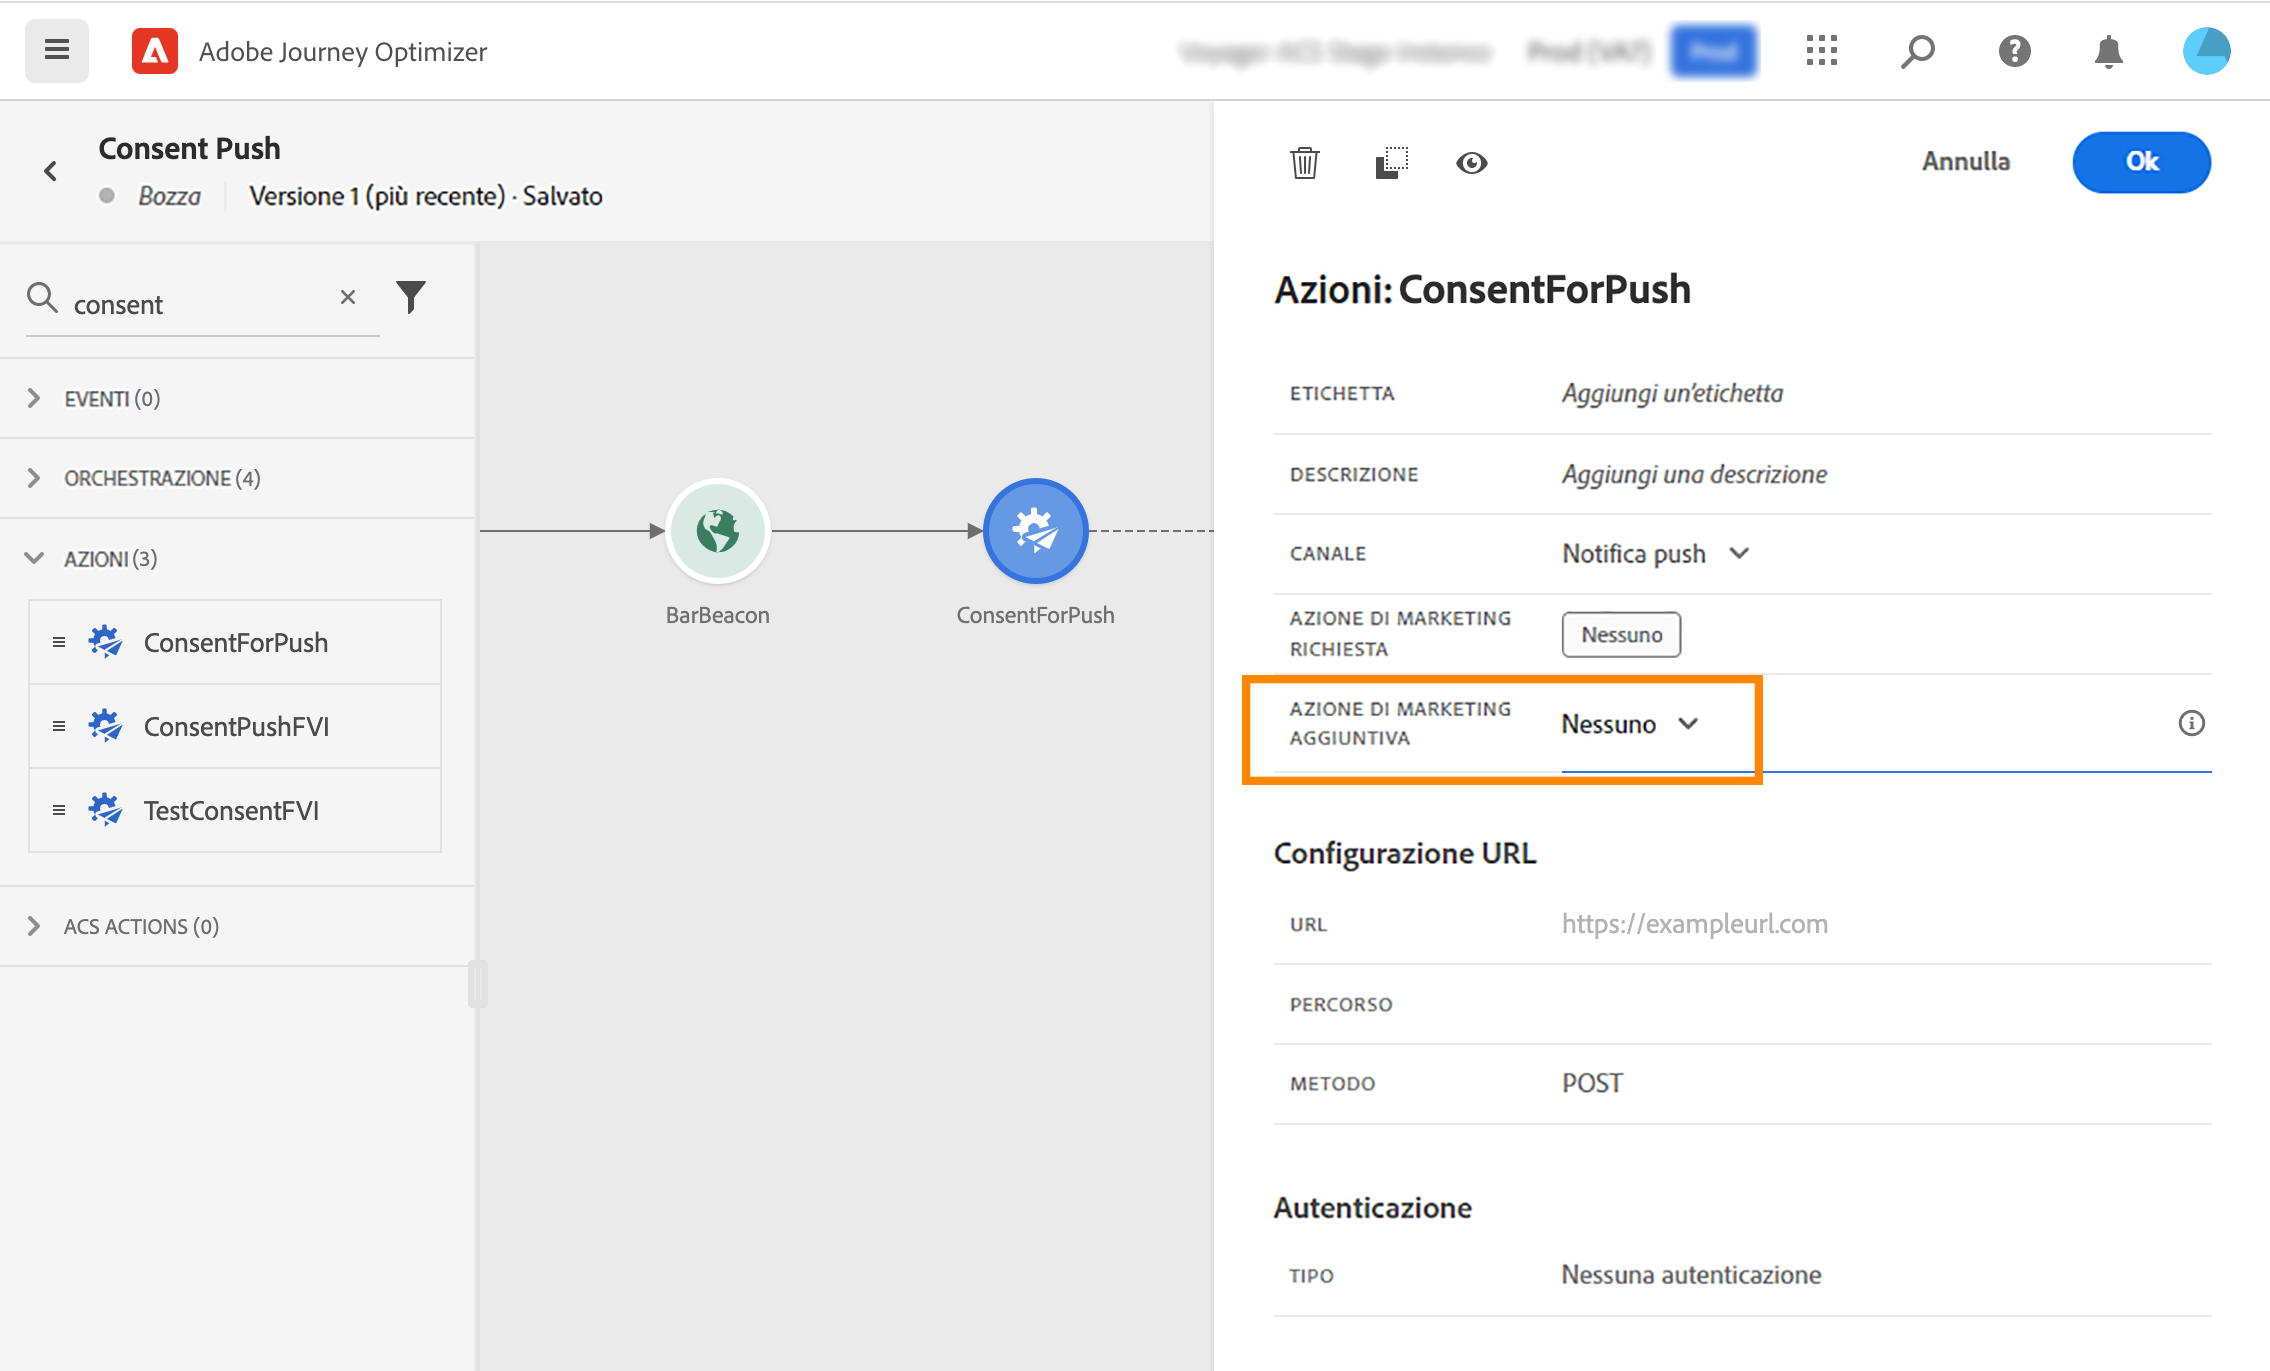 Adobe Journey Optimizer
Consent Push
Bozza
Versione 1 (più recente) · Salvato
consent
EVENTI (0)
ORCHESTRAZIONE (4)
AZIONI (3)
ConsentForPush
ConsentPushFVI
TestConsentFVI
ACS ACTIONS (0)
BarBeacon
ConsentForPush
Annulla
Ok
Azioni: ConsentForPush
ETICHETTA
Aggiungi un'etichetta
DESCRIZIONE
Aggiungi una descrizione
CANALE
Notifica push
AZIONE DI MARKETING
RICHIESTA
Nessuno
AZIONE DI MARKETING
AGGIUNTIVA
Nessuno
Configurazione URL
URL
https://exampleurl.com
PERCORSO
METODO
POST
Autenticazione
TIPO
Nessuna autenticazione